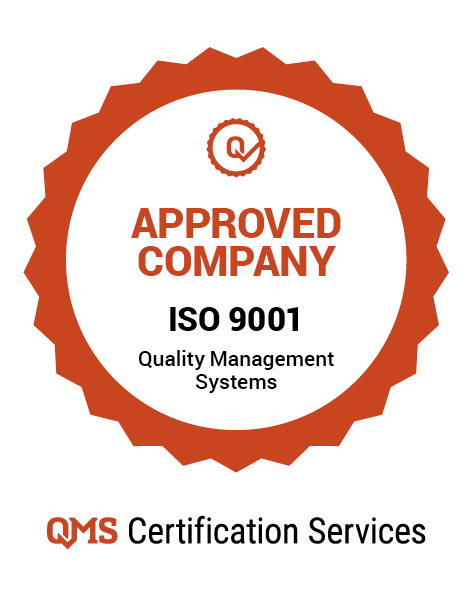 Q
APPROVED
COMPANY
ISO 9001
Quality Management
Systems
QMS Certification Services